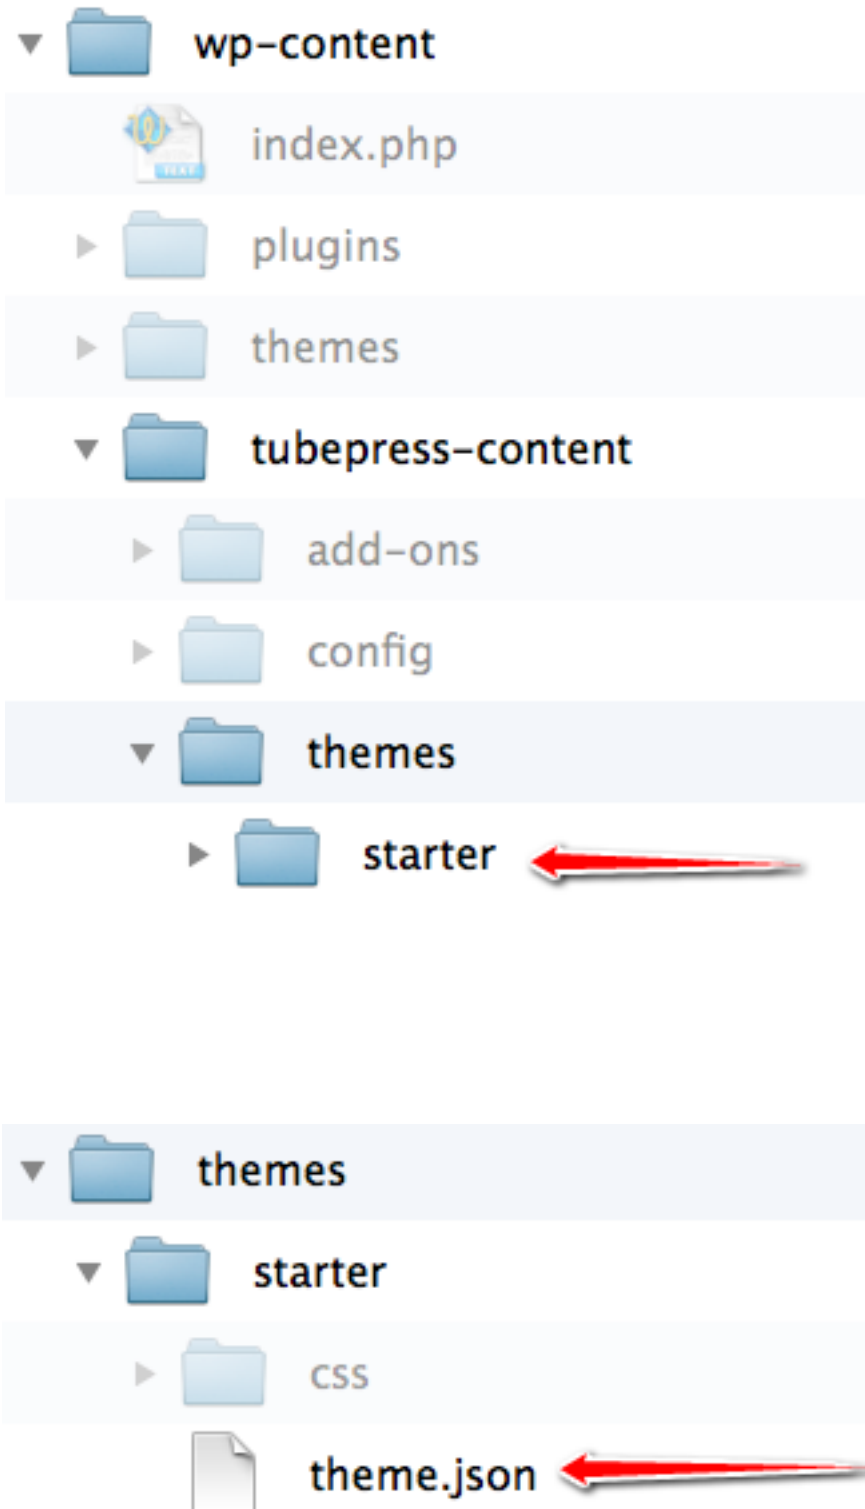 wp-content
index.php
plugins
themes
tubepress-content
add-ons
config
themes
starter
themes
starter
css
theme.json